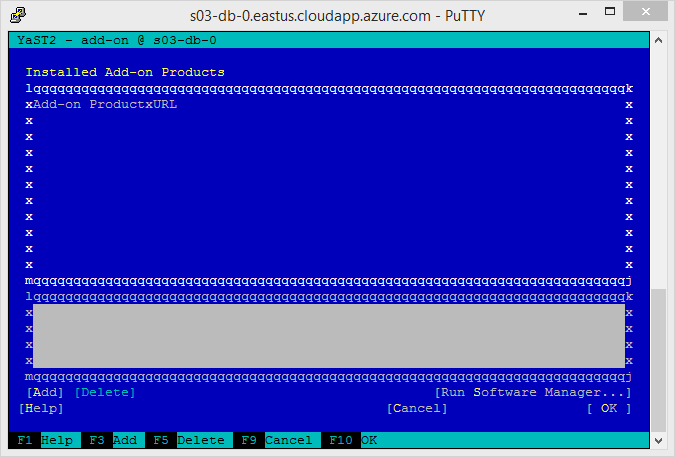 s03-db-0.eastus.cloudapp.azure.com - PuTTY
YaST2 - add-on @ s03-db-0
Installed Add-on Products
lqqqqqqqqqqqqqqqqqqqqqqqqqqqqqqqqqqqqqqqqqqqqqqqqqqqqqqqqqqqqqqqqqqqqqqqqqqk
xAdd-on ProductxURL x
x x
x x
x x
x x
x x
x x
x x
x x
x x
x x
mqqqqqqqqqqqqqqqqqqqqqqqqqqqqqqqqqqqqqqqqqqqqqqqqqqqqqqqqqqqqqqqqqqqqqqqqqqj
lqqqqqqqqqqqqqqqqqqqqqqqqqqqqqqqqqqqqqqqqqqqqqqqqqqqqqqqqqqqqqqqqqqqqqqqqqqk
x x
x x
x x
x x
mqqqqqqqqqqqqqqqqqqqqqqqqqqqqqqqqqqqqqqqqqqqqqqqqqqqqqqqqqqqqqqqqqqqqqqqqqqj
[Add] [Delete] [Run Software Manager...]
[Help] [Cancel] [ OK ]
F1 Help F3 Add F5 Delete F9 Cancel F10 OK